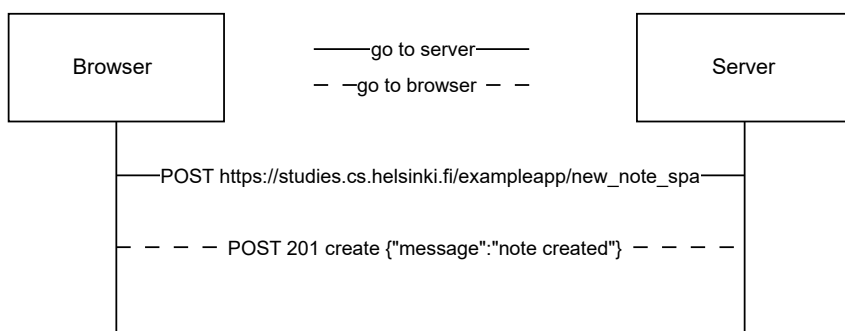 Browser
go to server
go to browser
Server
POST https://studies.cs.helsinki.fi/exampleapp/new_note_spa
POST 201 create {"message":"note created"}